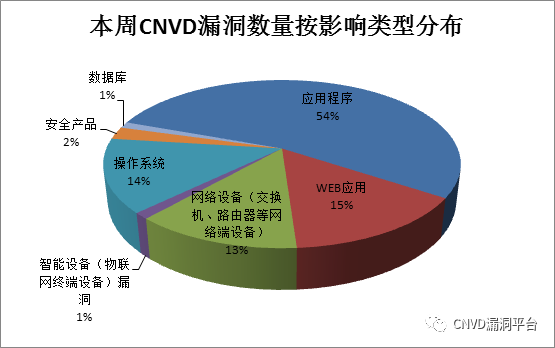 本周CNVD漏洞数量按影响类型分布
数据库
1%
应用程序
54%
安全产品
2%
操作系统
14%
WEB应用
15%
网络设备（交换
机、路由器等网
络端设备）
13%
智能设备（物联
网终端设备）漏
洞
1%
CNVD漏洞平台